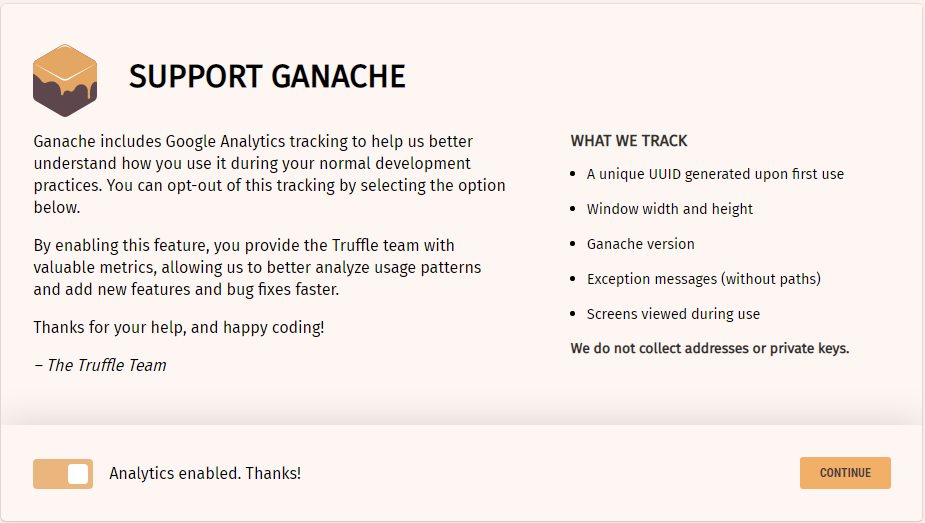 SUPPORT GANACHE
Ganache includes Google Analytics tracking to help us better
understand how you use it during your normal development
practices. You can opt-out of this tracking by selecting the option
below.
By enabling this feature, you provide the Truffle team with
valuable metrics, allowing us to better analyze usage patterns
and add new features and bug fixes faster.
Thanks for your help, and happy coding!
– The Truffle Team
WHAT WE TRACK
• A unique UUID generated upon first use
• Window width and height
• Ganache version
• Exception messages (without paths)
• Screens viewed during use
We do not collect addresses or private keys.
Analytics enabled. Thanks!
CONTINUE